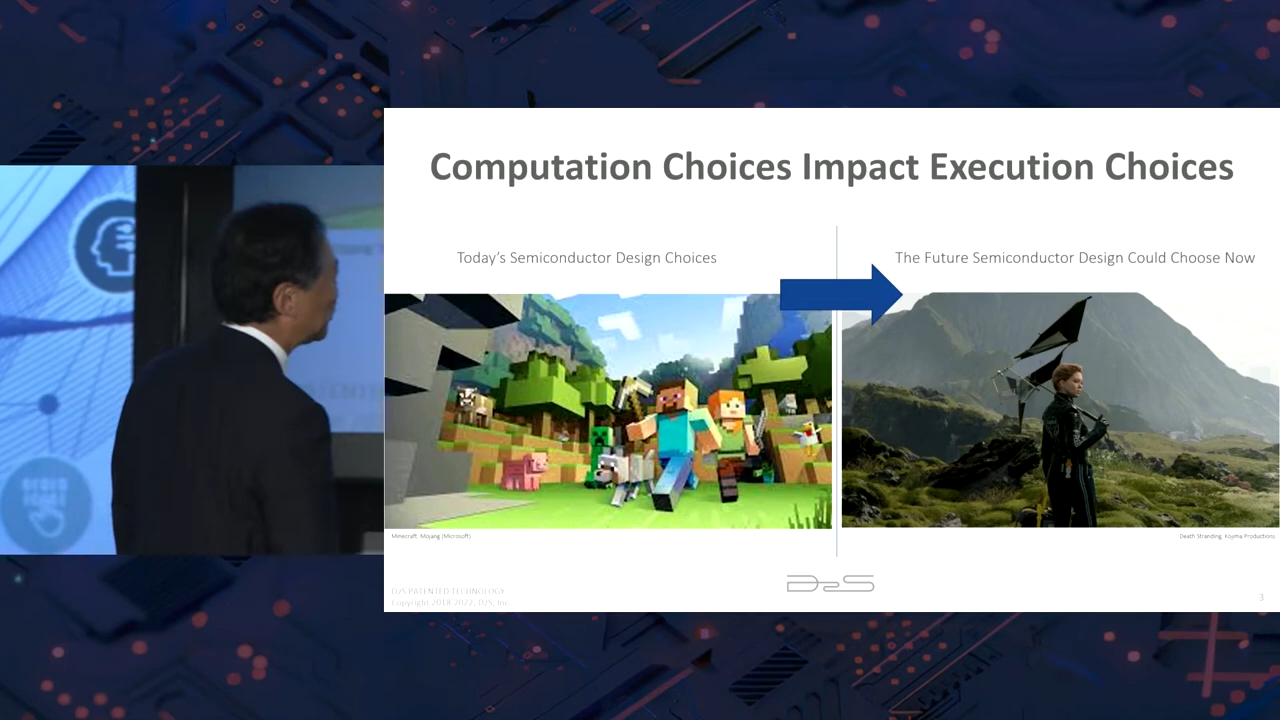 Computation Choices Impact Execution Choices
Today's Semiconductor Design Choices
The Future Semiconductor Design Could Choose Now
Minecraft. Mojang (Microsoft)
Death Stranding. Kojima Productions
D2S
D2S PATENTED TECHNOLOGY
Copyright 2018-2022, D2S, Inc.
3